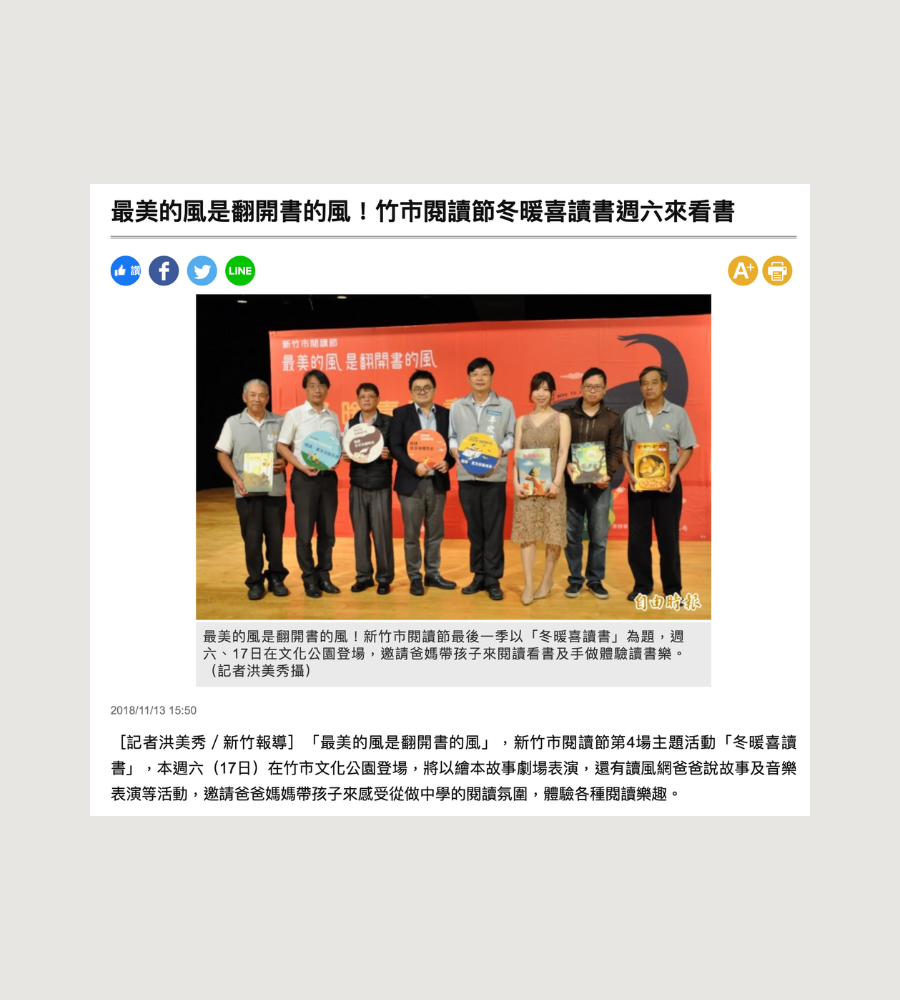 最美的風是翻開書的風！竹市閱讀節冬暖喜讀書週六來看書
讚
LINE
A+
新竹市閱讀節
最美的風是翻開書的風
自由時報
最美的風是翻開書的風！新竹市閱讀節最後一季以「冬暖喜讀書」為題，週
六、17日在文化公園登場，邀請爸媽帶孩子來閱讀看書及手做體驗讀書樂。
（記者洪美秀攝）
2018/11/13 15:50
［記者洪美秀／新竹報導］「最美的風是翻開書的風」，新竹市閱讀節第4場主題活動「冬暖喜讀
書」，本週六（17日）在竹市文化公園登場，將以繪本故事劇場表演，還有讀風網爸爸說故事及音樂
表演等活動，邀請爸爸媽媽帶孩子來感受從做中學的閱讀氛圍，體驗各種閱讀樂趣。